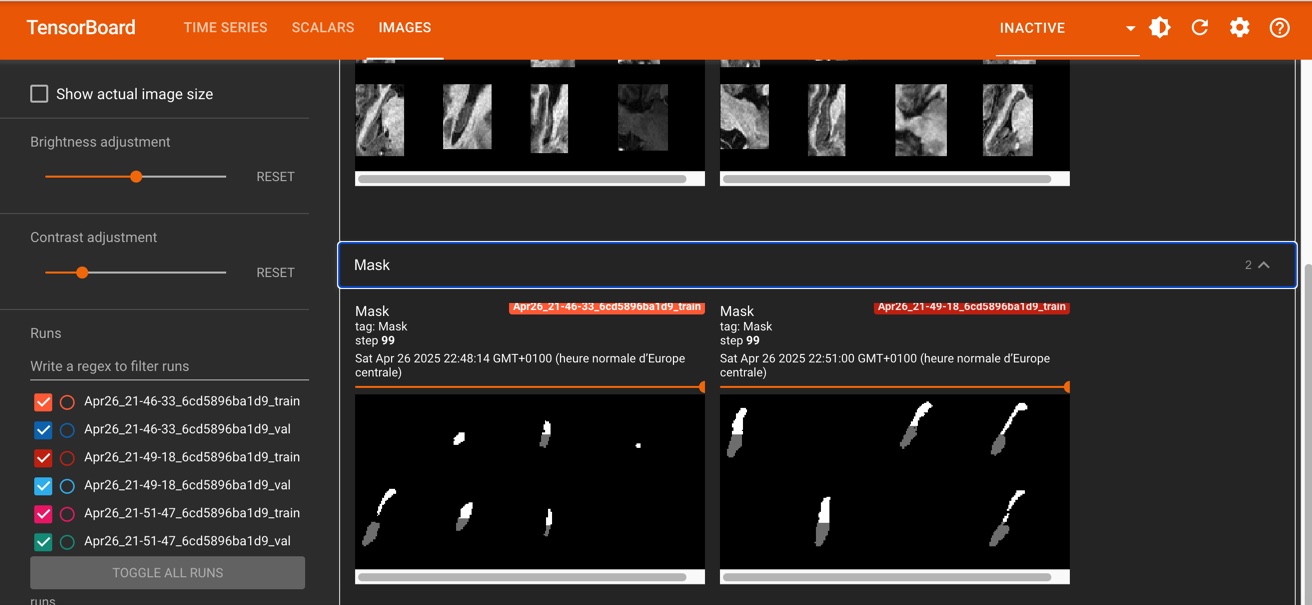 TensorBoard
TIME SERIES
SCALARS
IMAGES
INACTIVE
Show actual image size
Brightness adjustment
RESET
Contrast adjustment
RESET
Runs
Write a regex to filter runs
Apr26_21-46-33_6cd5896ba1d9_train
Apr26_21-46-33_6cd5896ba1d9_val
Apr26_21-49-18_6cd5896ba1d9_train
Apr26_21-49-18_6cd5896ba1d9_val
Apr26_21-51-47_6cd5896ba1d9_train
Apr26_21-51-47_6cd5896ba1d9_val
TOGGLE ALL RUNS
runs
Mask
2
Mask
Apr26_21-46-33_6cd5896ba1d9_train
tag: Mask
step 99
Sat Apr 26 2025 22:48:14 GMT+0100 (heure normale d’Europe
centrale)
Mask
Apr26_21-49-18_6cd5896ba1d9_train
tag: Mask
step 99
Sat Apr 26 2025 22:51:00 GMT+0100 (heure normale d’Europe
centrale)